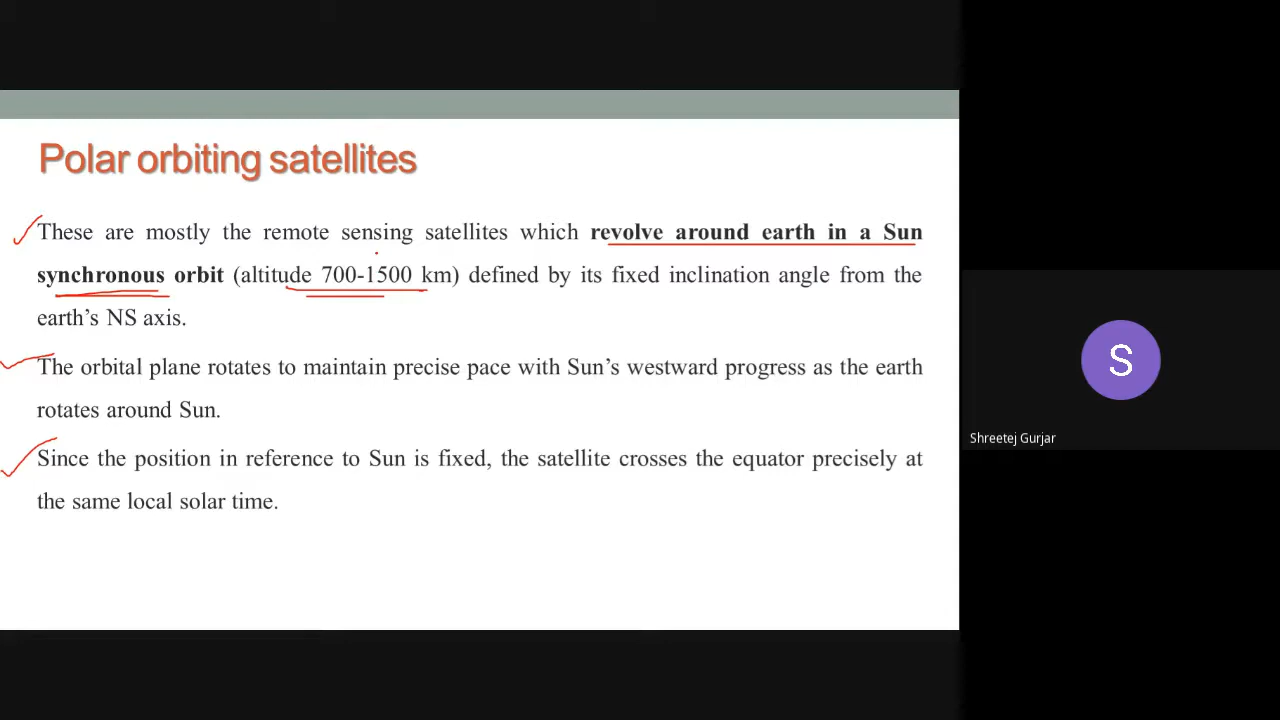 Polar orbiting satellites
These are mostly the remote sensing satellites which revolve around earth in a Sun
synchronous orbit (altitude 700-1500 km) defined by its fixed inclination angle from the
earth's NS axis.
The orbital plane rotates to maintain precise pace with Sun's westward progress as the earth
rotates around Sun.
Since the position in reference to Sun is fixed, the satellite crosses the equator precisely at
the same local solar time.
S
Shreetej Gurjar